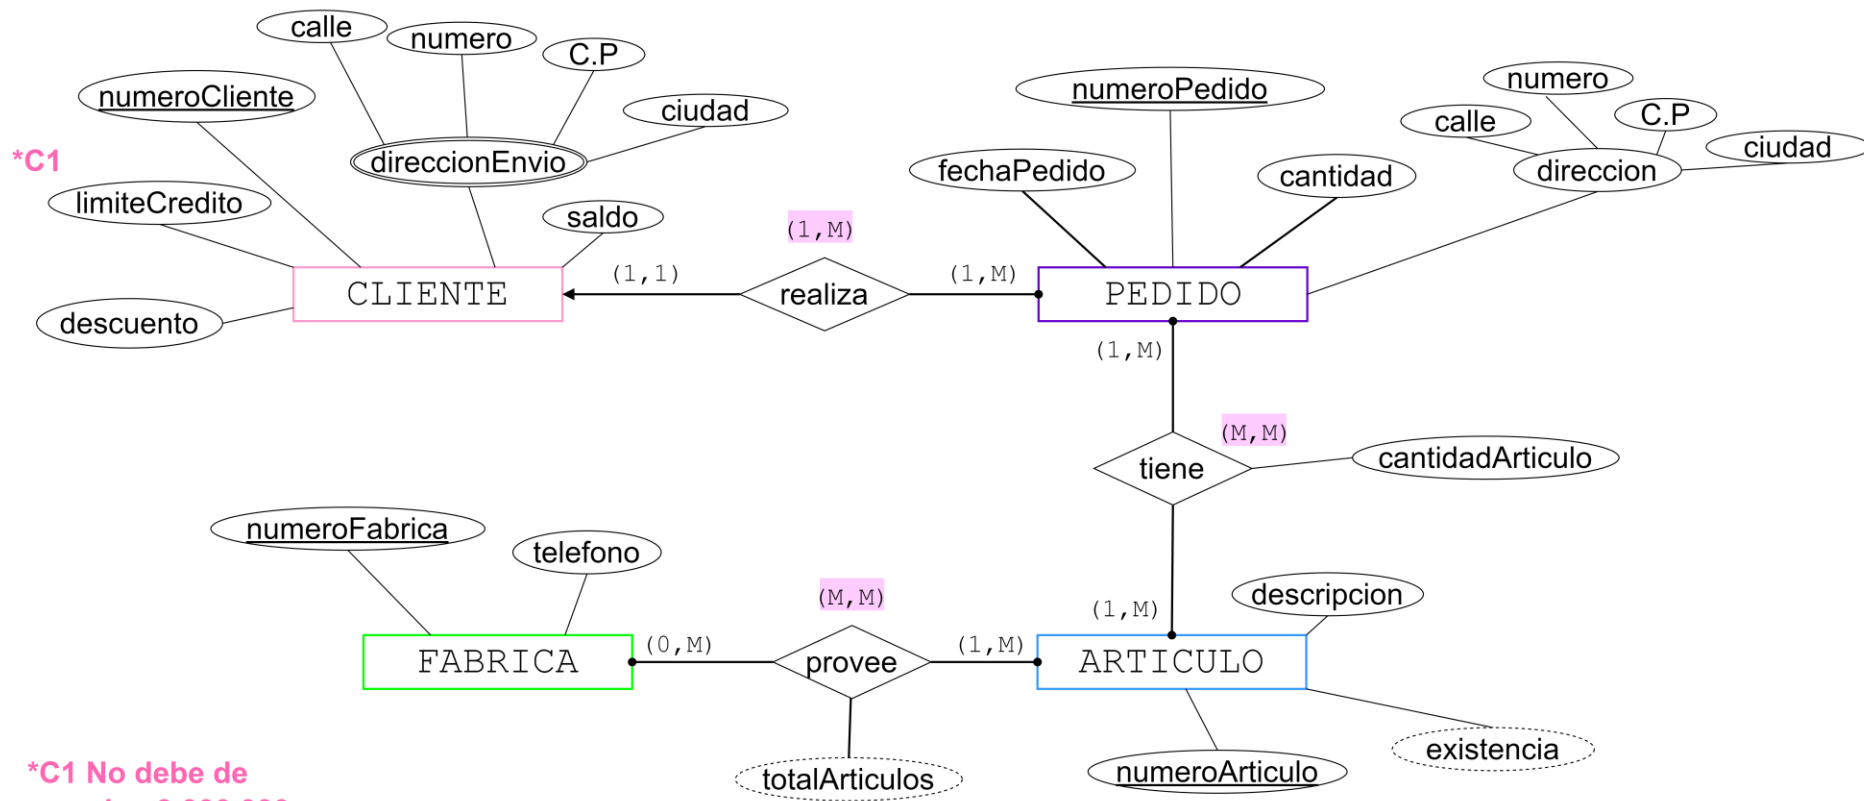 calle
numero
C.P
ciudad
numeroCliente
direccionEnvio
*C1
limiteCredito
saldo
descuento
CLIENTE
(1,1)
(1,M)
realiza
(1,M)
numeroPedido
fechaPedido
cantidad
PEDIDO
numero
calle
C.P
ciudad
direccion
(1,M)
(M,M)
tiene
cantidadArticulo
(1,M)
numeroFabrica
telefono
FABRICA
(0,M)
(M,M)
provee
(1,M)
totalArticulos
descripcion
ARTICULO
existencia
numeroArticulo
*C1 No debe de